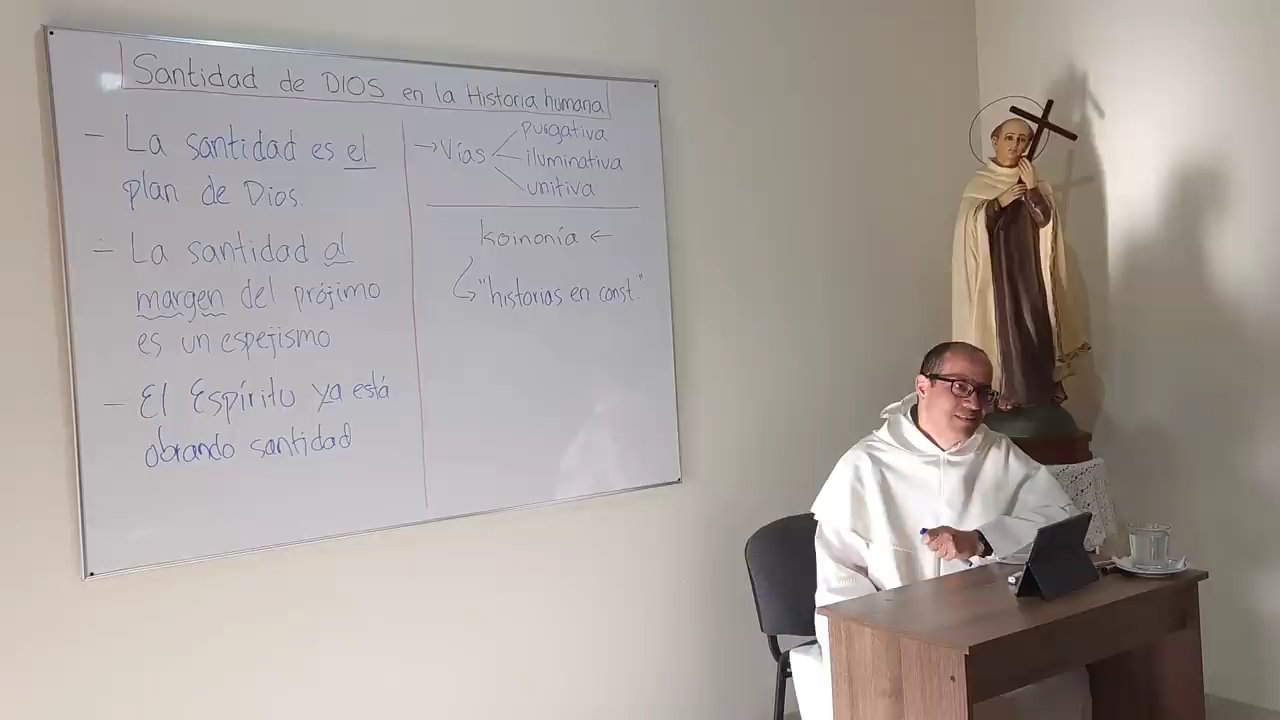 Santidad de DIOS en la Historia humana
- La santidad es el
plan de Dios.
- La santidad al
margen del prójimo
es un espejismo
- El Espíritu ya está
obrando santidad
→ Vías
purgativa
iluminativa
unitiva
koinonía ←
"historias en const."